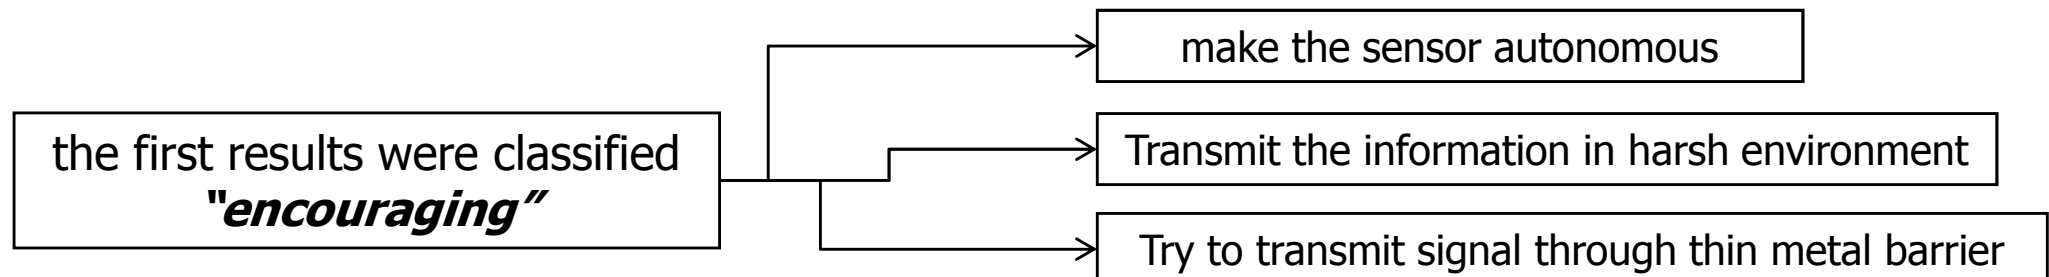 make the sensor autonomous
the first results were classified
“encouraging”
Transmit the information in harsh environment
Try to transmit signal through thin metal barrier